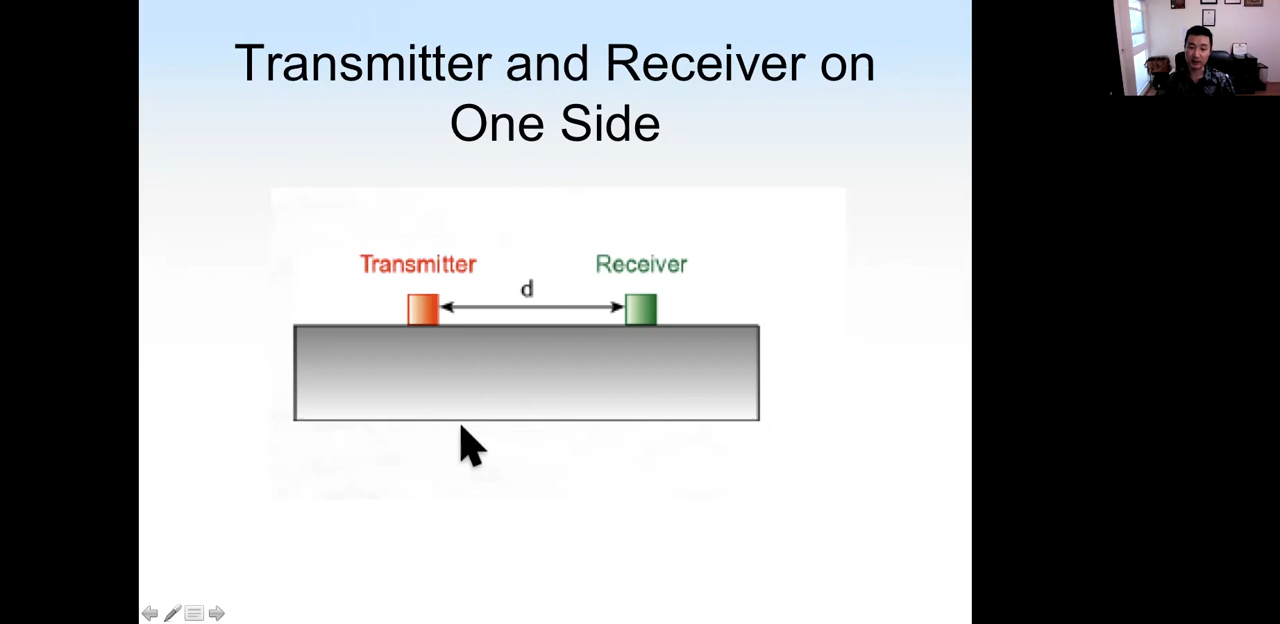 Transmitter and Receiver on
One Side
Transmitter
Receiver
d